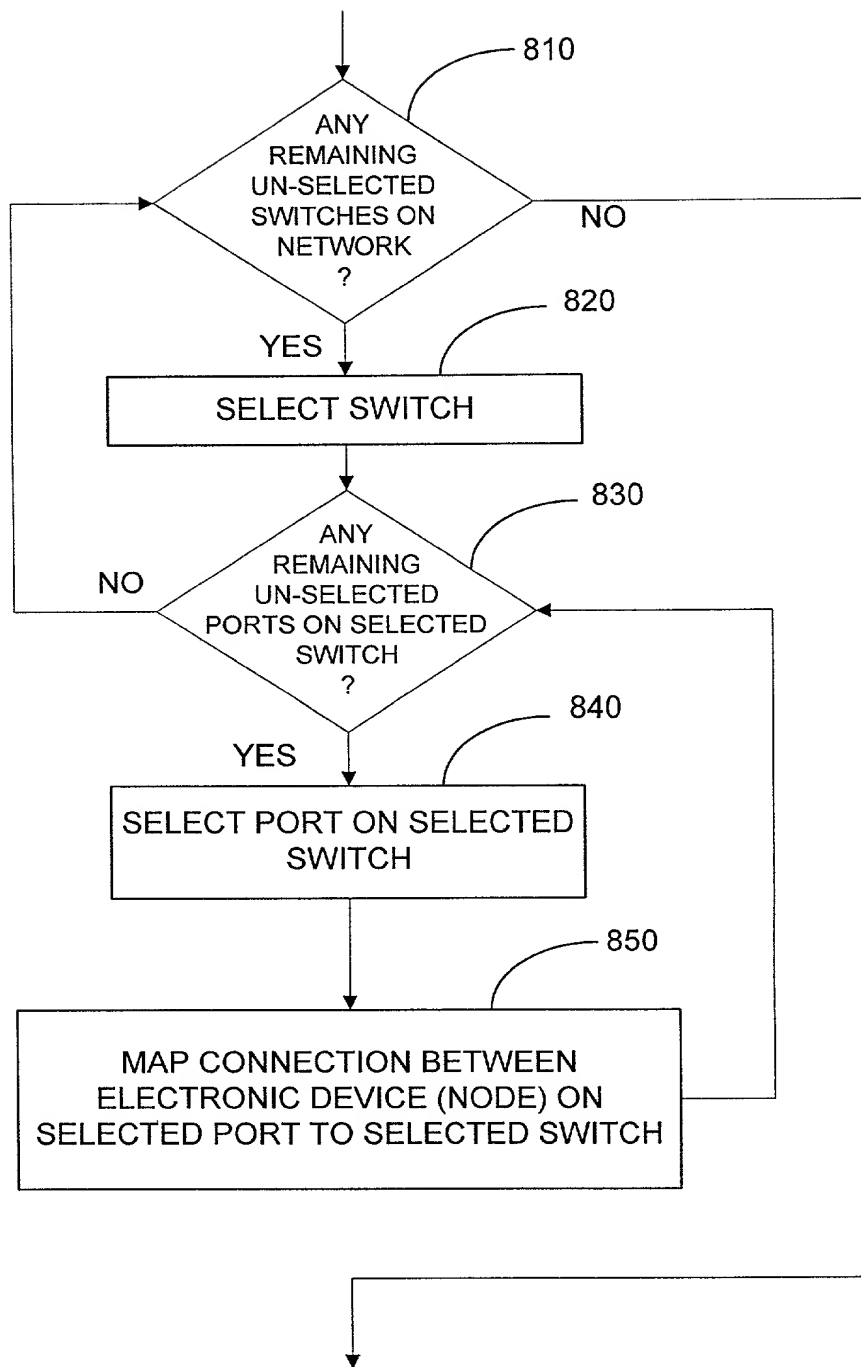 810
ANY
REMAINING
UN-SELECTED
SWITCHES ON
NETWORK
?
NO
820
YES
SELECT SWITCH
830
ANY
REMAINING
UN-SELECTED
PORTS ON SELECTED
SWITCH
?
NO
840
YES
SELECT PORT ON SELECTED
SWITCH
850
MAP CONNECTION BETWEEN
ELECTRONIC DEVICE (NODE) ON
SELECTED PORT TO SELECTED SWITCH